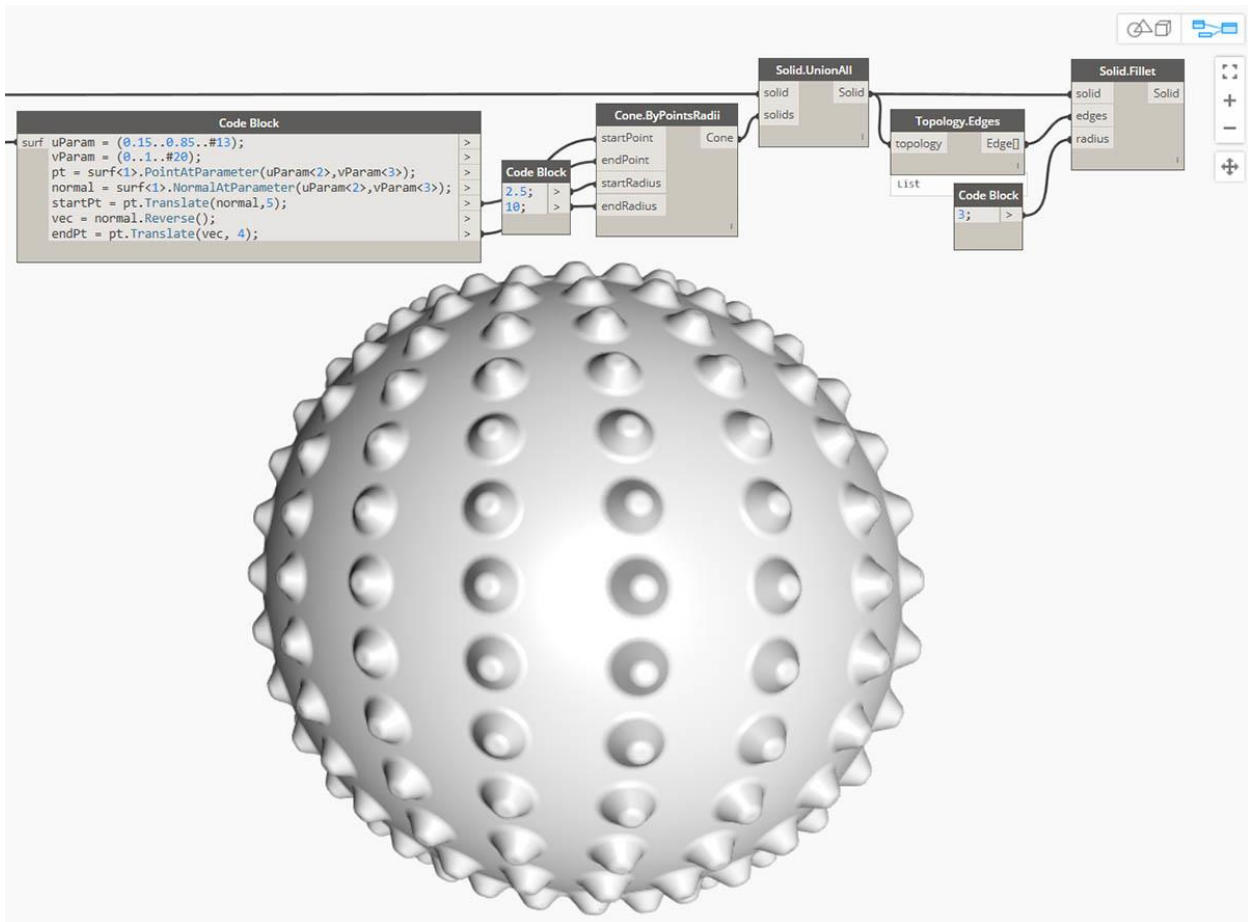 Code Block
surf
uParam = (0.15..0.85..#13);
vParam = (0..1..#20);
pt = surf<1>.PointAtParameter(uParam<2>,vParam<3>);
normal = surf<1>.NormalAtParameter(uParam<2>,vParam<3>);
startPt = pt.Translate(normal,5);
vec = normal.Reverse();
endPt = pt.Translate(vec, 4);
>
>
>
>
>
>
>
Code Block
2.5; >
10; >
Cone.ByPointsRadii
startPoint Cone
endPoint
startRadius
endRadius
Solid.UnionAll
solid Solid
solids
Topology.Edges
topology Edge[]
List
Code Block
3; >
Solid.Fillet
solid Solid
edges
radius